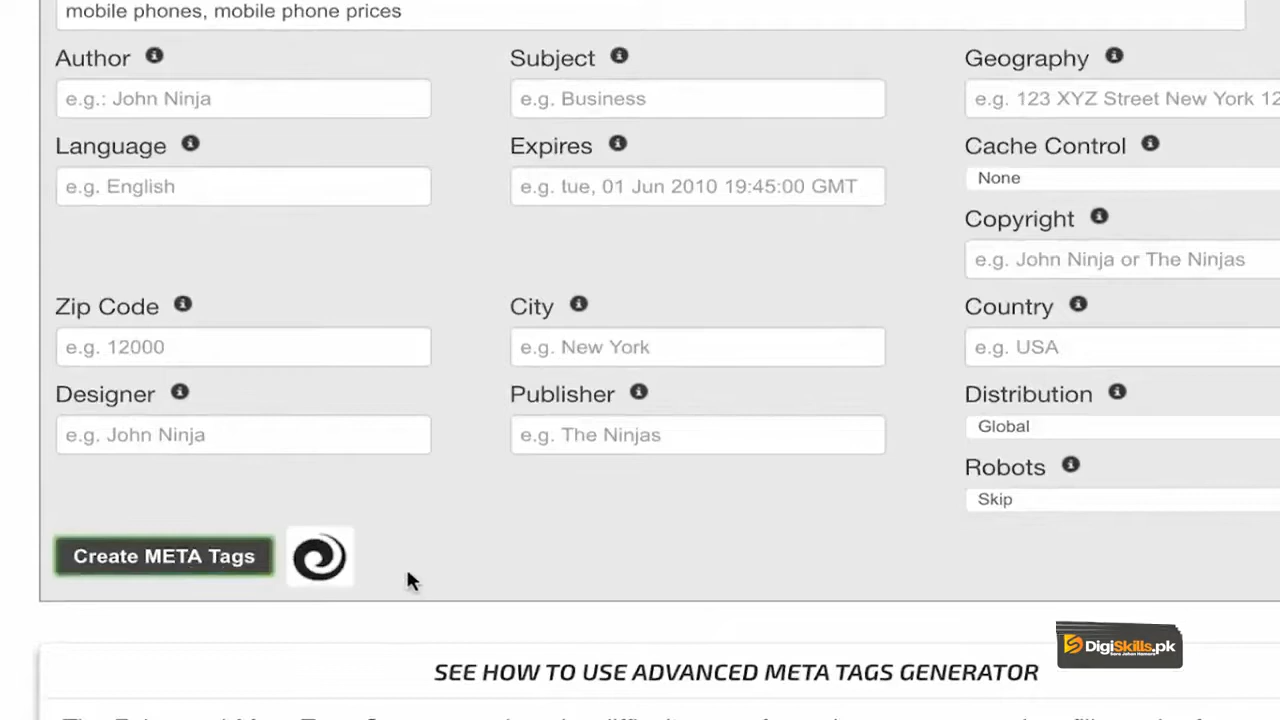 mobile phones, mobile phone prices
Author Subject Geography
e.g.: John Ninja e.g. Business e.g. 123 XYZ Street New York 12
Language Expires Cache Control
e.g. English e.g. tue, 01 Jun 2010 19:45:00 GMT None
Copyright
e.g. John Ninja or The Ninjas
Zip Code City Country
e.g. 12000 e.g. New York e.g. USA
Designer Publisher Distribution
e.g. John Ninja e.g. The Ninjas Global
Robots
Skip
Create META Tags
DigiSkills.pk
SEE HOW TO USE ADVANCED META TAGS GENERATOR